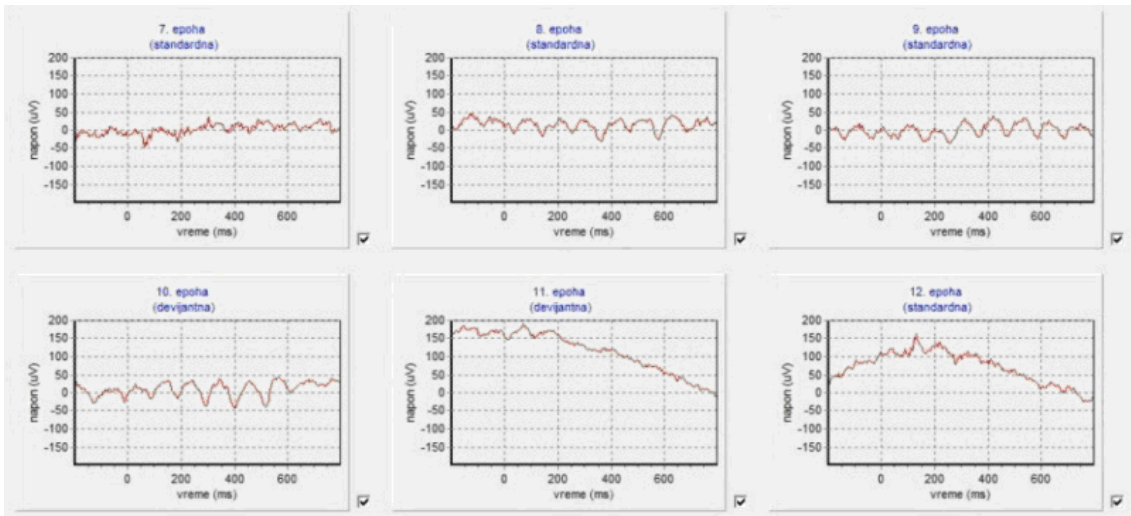 7. epoha
(standardna)
200
150
100
50
0
-50
-100
-150
napon (uV)
0 200 400 600
vreme (ms)
8. epoha
(standardna)
200
150
100
50
0
-50
-100
-150
napon (uV)
0 200 400 600
vreme (ms)
9. epoha
(standardna)
200
150
100
50
0
-50
-100
-150
napon (uV)
0 200 400 600
vreme (ms)
10. epoha
(devijantna)
200
150
100
50
0
-50
-100
-150
napon (uV)
0 200 400 600
vreme (ms)
11. epoha
(devijantna)
200
150
100
50
0
-50
-100
-150
napon (uV)
0 200 400 600
vreme (ms)
12. epoha
(standardna)
200
150
100
50
0
-50
-100
-150
napon (uV)
0 200 400 600
vreme (ms)